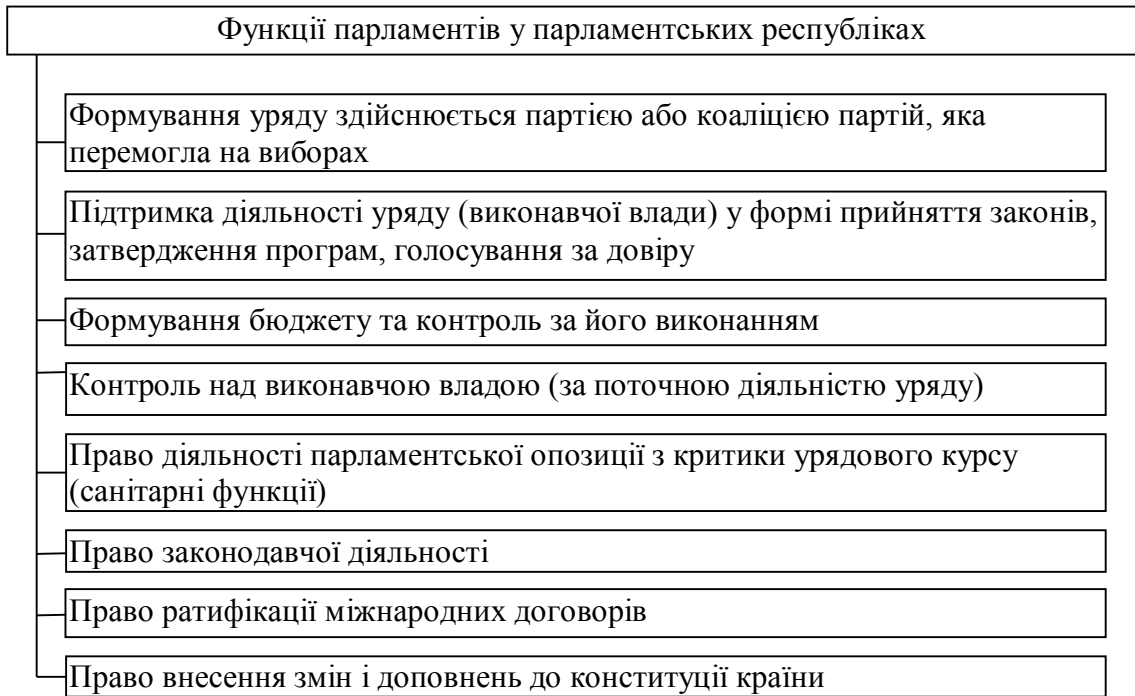 Функції парламентів у парламентських республіках
Формування уряду здійснюється партією або коаліцією партій, яка
перемогла на виборах
Підтримка діяльності уряду (виконавчої влади) у формі прийняття законів,
затвердження програм, голосування за довіру
Формування бюджету та контроль за його виконанням
Контроль над виконавчою владою (за поточною діяльністю уряду)
Право діяльності парламентської опозиції з критики урядового курсу
(санітарні функції)
Право законодавчої діяльності
Право ратифікації міжнародних договорів
Право внесення змін і доповнень до конституції країни